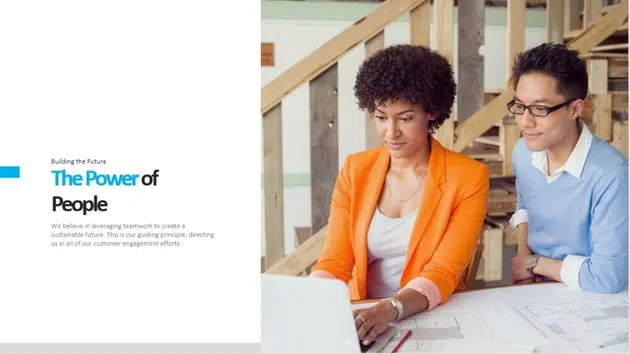 Building the Future
The Power of
People
We believe in leveraging teamwork to create a
sustainable future. This is our guiding principle, directing
us in all of our customer engagement efforts